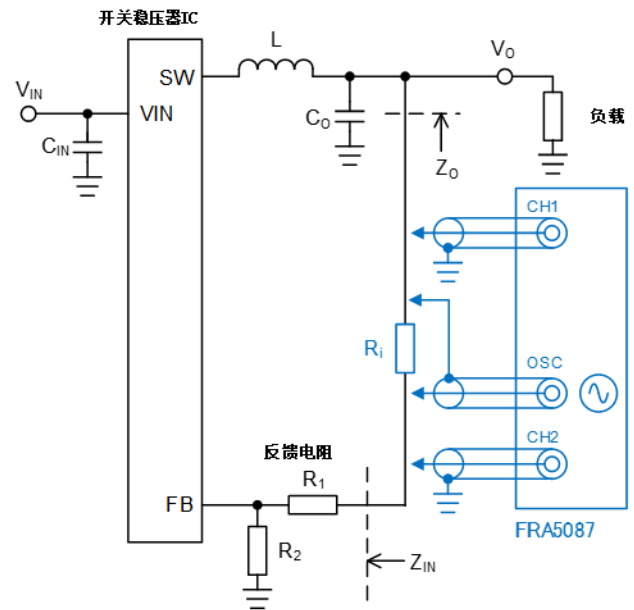 开关稳压器IC
L
VO
SW
VIN
VIN
CO
负载
CIN
ZO
CH1
Ri
OSC
反馈电阻
CH2
R1
FB
FRA5087
R2
ZIN